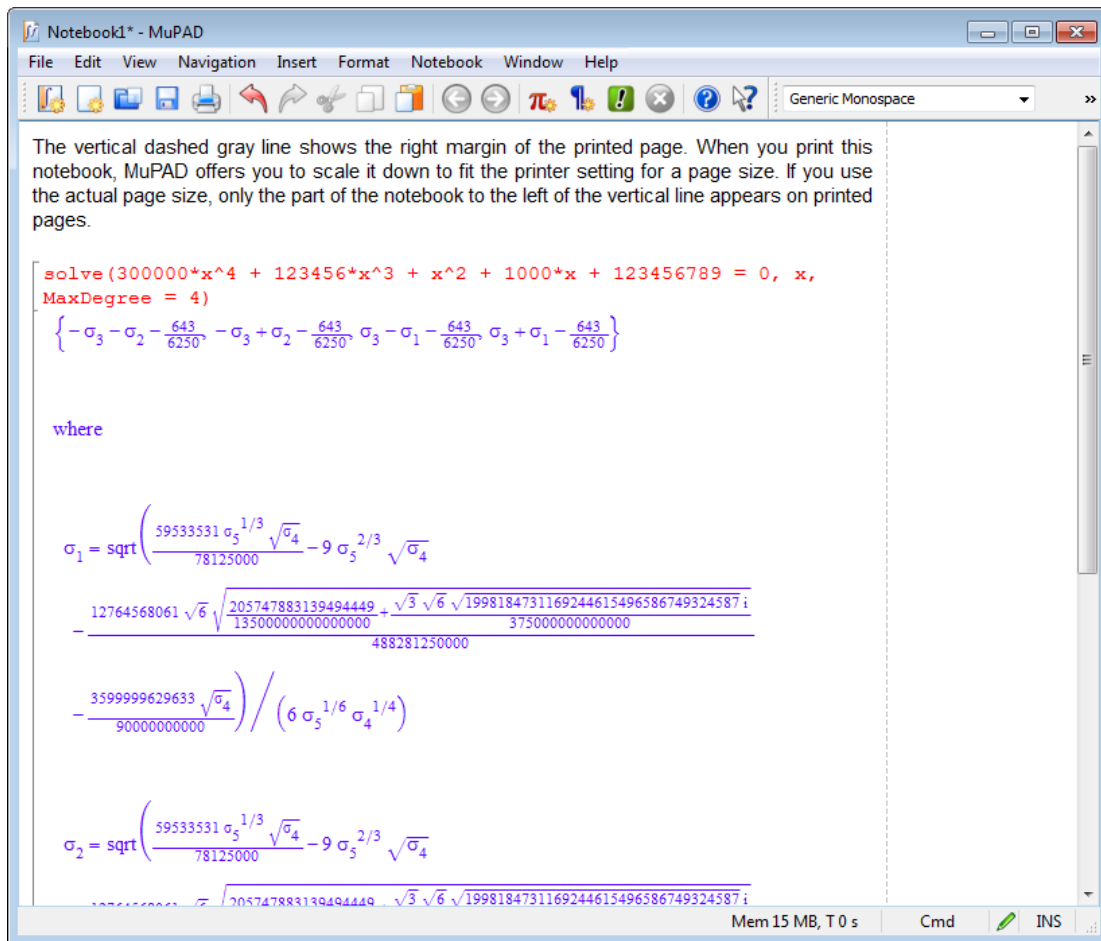 Notebook1* - MuPAD
File Edit View Navigation Insert Format Notebook Window Help
Generic Monospace
The vertical dashed gray line shows the right margin of the printed page. When you print this
notebook, MuPAD offers you to scale it down to fit the printer setting for a page size. If you use
the actual page size, only the part of the notebook to the left of the vertical line appears on printed
pages.
solve(300000*x^4 + 123456*x^3 + x^2 + 1000*x + 123456789 = 0, x,
MaxDegree = 4)
{-σ₃ - σ₂ - 643/6250, -σ₃ + σ₂ - 643/6250, σ₃ - σ₁ - 643/6250, σ₃ + σ₁ - 643/6250}
where
σ₁ = sqrt( 59533531 σ₅^1/3 √σ₄ / 78125000 - 9 σ₅^2/3 √σ₄
- 12764568061 √6 √( 205747883139494449 / 13500000000000000 + √3 √6 √1998184731169244615496586749324587 i / 375000000000000 ) / 488281250000
- 3599999629633 √σ₄ / 90000000000 ) / (6 σ₅^1/6 σ₄^1/4)
σ₂ = sqrt( 59533531 σ₅^1/3 √σ₄ / 78125000 - 9 σ₅^2/3 √σ₄
12764568061 √6 √ 205747883139494449 √3 √6 √1998184731169244615496586749324587 i
Mem 15 MB, T 0 s Cmd INS